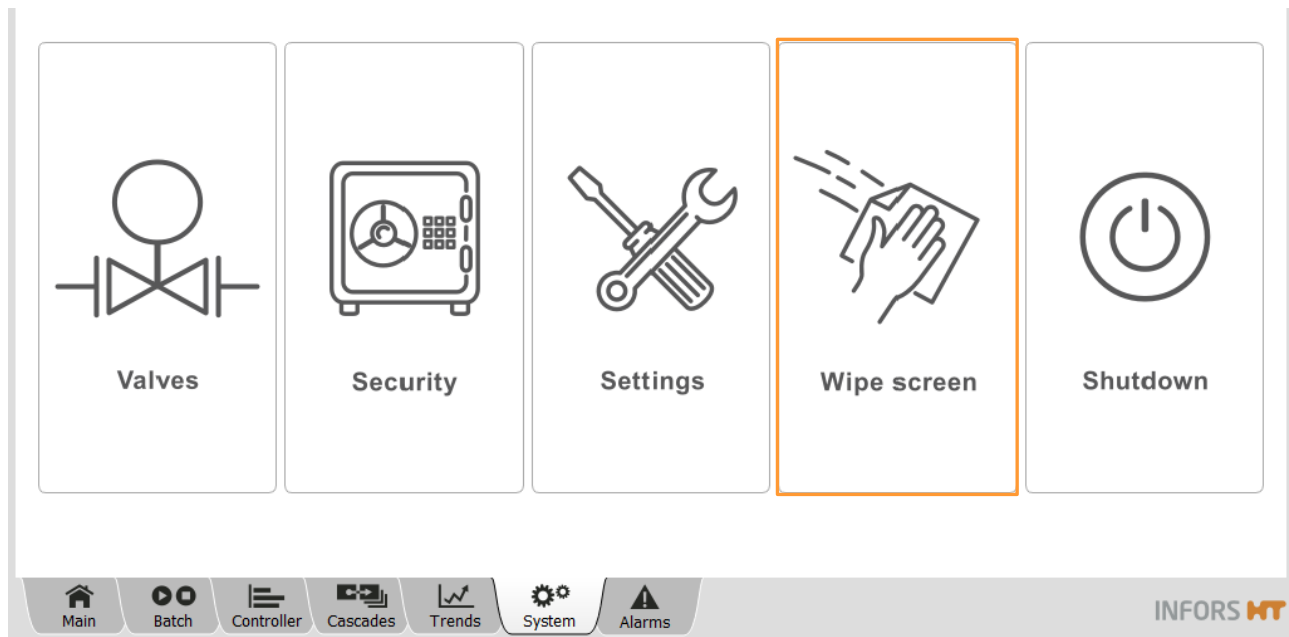 Valves Security Settings Wipe screen Shutdown
Main Batch Controller Cascades Trends System Alarms INFORS HT